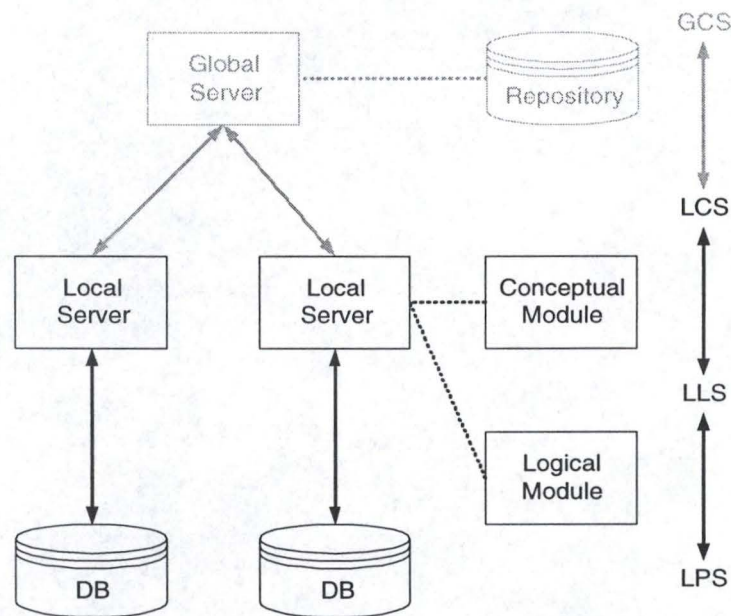 GCS
Global
Server
Repository
LCS
Local
Server
Local
Server
Conceptual
Module
LLS
Logical
Module
DB
DB
LPS